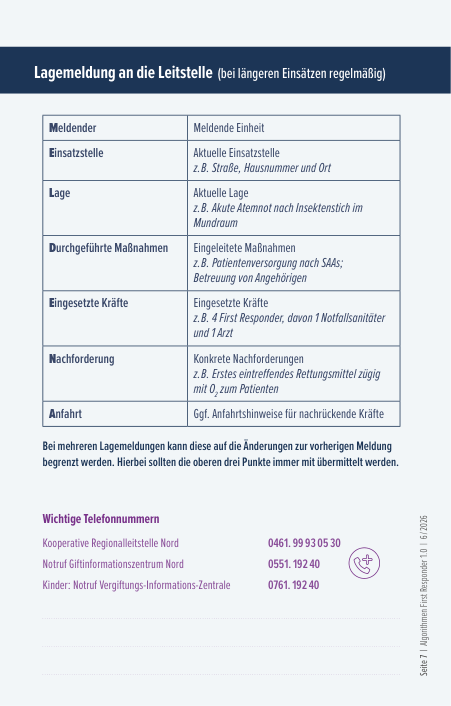 Lagemeldung an die Leitstelle (bei längeren Einsätzen regelmäßig)
Meldender
Meldende Einheit
Einsatzstelle
Aktuelle Einsatzstelle
z.B. Straße, Hausnummer und Ort
Lage
Aktuelle Lage
z.B. Akute Atemnot nach Insektenstich im
Mundraum
Durchgeführte Maßnahmen
Eingeleitete Maßnahmen
z.B. Patientenversorgung nach SAAs;
Betreuung von Angehörigen
Eingesetzte Kräfte
Eingesetzte Kräfte
z.B. 4 First Responder, davon 1 Notfallsanitäter
und 1 Arzt
Nachforderung
Konkrete Nachforderungen
z.B. Erstes eintreffendes Rettungsmittel zügig
mit O₂ zum Patienten
Anfahrt
Ggf. Anfahrtshinweise für nachrückende Kräfte
Bei mehreren Lagemeldungen kann diese auf die Änderungen zur vorherigen Meldung
begrenzt werden. Hierbei sollten die oberen drei Punkte immer mit übermittelt werden.
Wichtige Telefonnummern
Kooperative Regionalleitstelle Nord 0461. 99 93 05 30
Notruf Giftinformationszentrum Nord 0551. 192 40
Kinder: Notruf Vergiftungs-Informations-Zentrale 0761. 192 40
Seite 7 | Algorithmen First Responder 1.0 | 6/2026